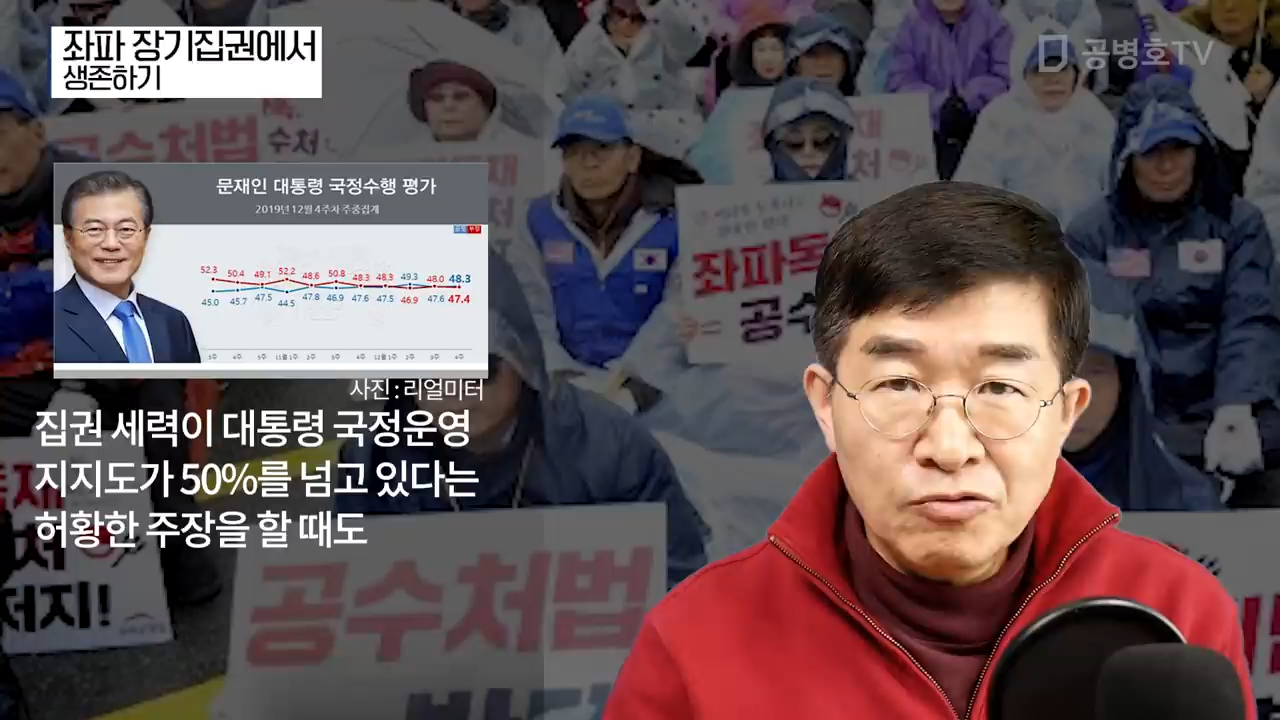 좌파 장기집권에서
생존하기
공병호TV
문재인 대통령 국정수행 평가
2019년 12월 4주차 주중집계
52.3 50.4 49.1 52.2 48.6 50.8 48.3 48.3 49.3 48.0 48.3
45.0 45.7 47.5 44.5 47.8 46.9 47.6 47.5 46.9 47.6 47.4
사진 : 리얼미터
집권 세력이 대통령 국정운영
지지도가 50%를 넘고 있다는
허황한 주장을 할 때도
공수처법
좌파독
공수
저지!
공수처법